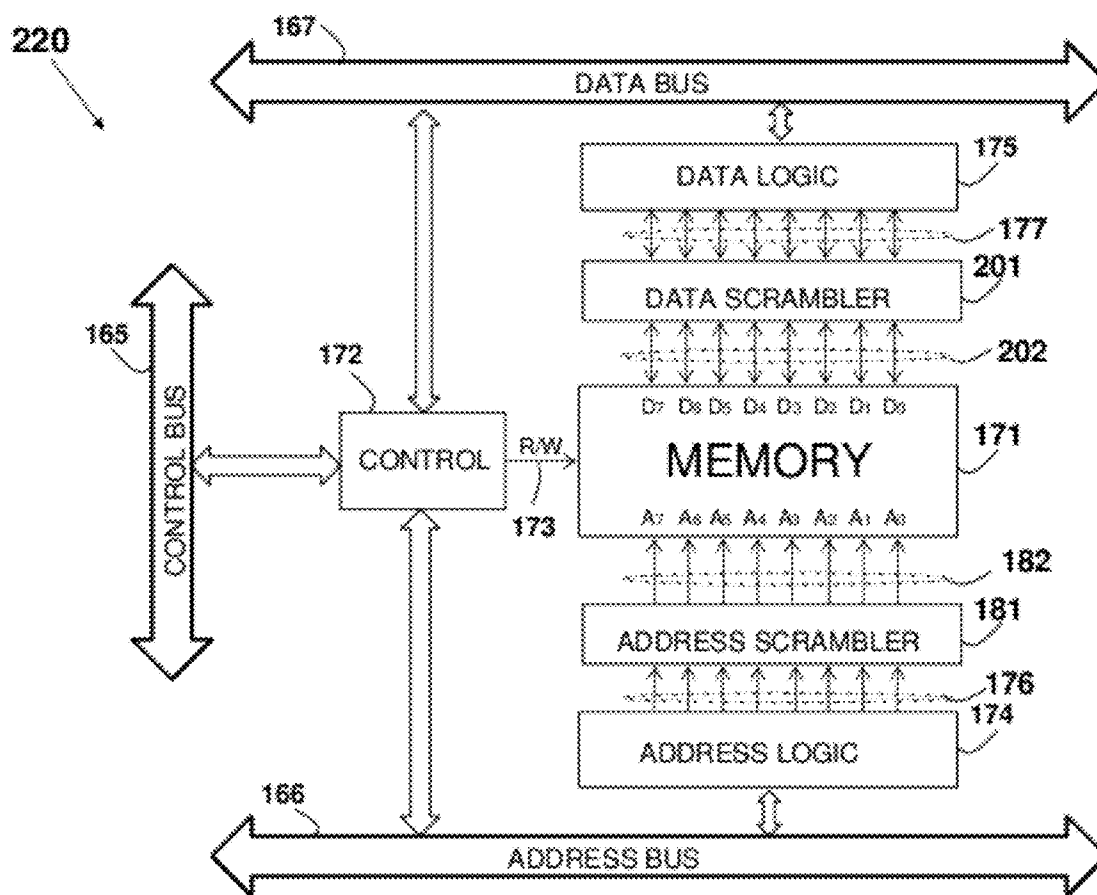 220
167
DATA BUS
175
DATA LOGIC
177
201
DATA SCRAMBLER
165
172
202
D7 D6 D5 D4 D3 D2 D1 D0
CONTROL BUS
CONTROL
R/W
173
MEMORY
171
A7 A6 A5 A4 A3 A2 A1 A0
182
181
ADDRESS SCRAMBLER
176
174
ADDRESS LOGIC
166
ADDRESS BUS